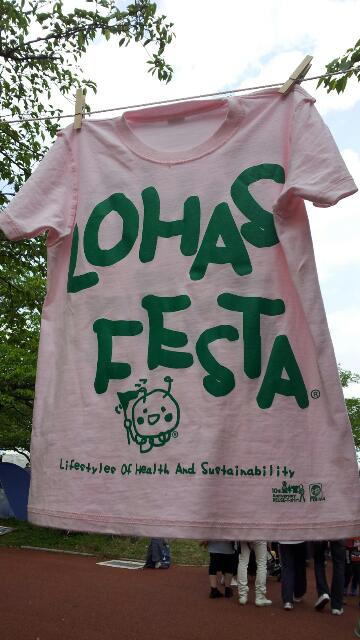 LOHAS
FESTA
®
®
Lifestyles Of Health And Sustainability